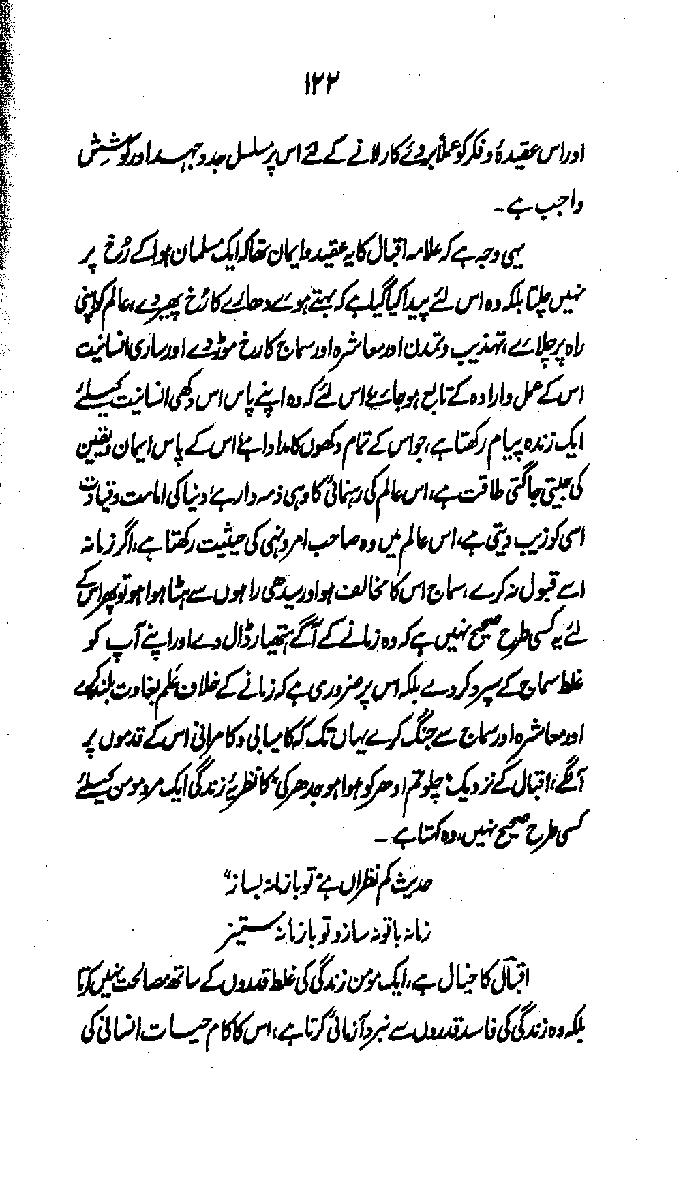 ۱۲۲
اور اس عقیدۂ و فکر کو عملاً بروئے کار لانے کے لئے اس پر مسلسل جدوجہد اور کوشش
واجب ہے۔
یہی وجہ ہے کہ علامہ اقبال کا یہ عقیدہ و ایمان تھا کہ ایک مسلمان ہوا کے رُخ پر
نہیں چلتا بلکہ وہ اس لئے پیدا کیا گیا ہے کہ بہتے ہوئے دھارے کا رُخ پھیر دے، عالم کو اپنی
راہ پر چلائے، تہذیب و تمدن اور معاشرہ اور سماج کا رخ موڑ دے اور ساری انسانیت
اس کے عمل و ارادہ کے تابع ہو جائے، اس لئے کہ وہ اپنے پاس اس دکھی انسانیت کیلئے
ایک زندہ پیام رکھتا ہے، جو اس کے تمام دکھوں کا مداوا ہے، اس کے پاس ایمان و یقین
کی جیتی جاگتی طاقت ہے، اس عالم کی رہنمائی کا وہی ذمہ دار ہے، دنیا کی امامت و قیادت
اسی کو زیب دیتی ہے، اس عالم میں وہ صاحب امر و نہی کی حیثیت رکھتا ہے، اگر زمانہ
اسے قبول نہ کرے، سماج اس کا مخالف ہو اور سیدھی راہوں سے ہٹا ہوا ہو تو پھر اس کے
لئے یہ کسی طرح صحیح نہیں ہے کہ وہ زمانے کے آگے ہتھیار ڈال دے اور اپنے آپ کو
غلط سماج کے سپرد کر دے بلکہ اس پر ضروری ہے کہ زمانے کے خلاف عَلم بغاوت بلند کرے
اور معاشرہ اور سماج سے جنگ کرے یہاں تک کہ کامیابی و کامرانی اس کے قدموں پر
آلگے، اقبال کے نزدیک "چلو تم ادھر کو ہوا ہو جدھر کی" کا نظریۂ زندگی ایک مرد مومن کیلئے
کسی طرح صحیح نہیں، وہ کہتا ہے۔
حدیث کم نظراں ہے "تو بازمانہ بساز"
زمانہ باتو نہ سازد تو بازمانہ ستیز
اقبالؔ کا خیال ہے، ایک مومن زندگی کی غلط قدروں کے ساتھ مصالحت نہیں کرتا
بلکہ وہ زندگی کی فاسد قدروں سے نبرد آزمائی کرتا ہے، اس کا کام حیات انسانی کی